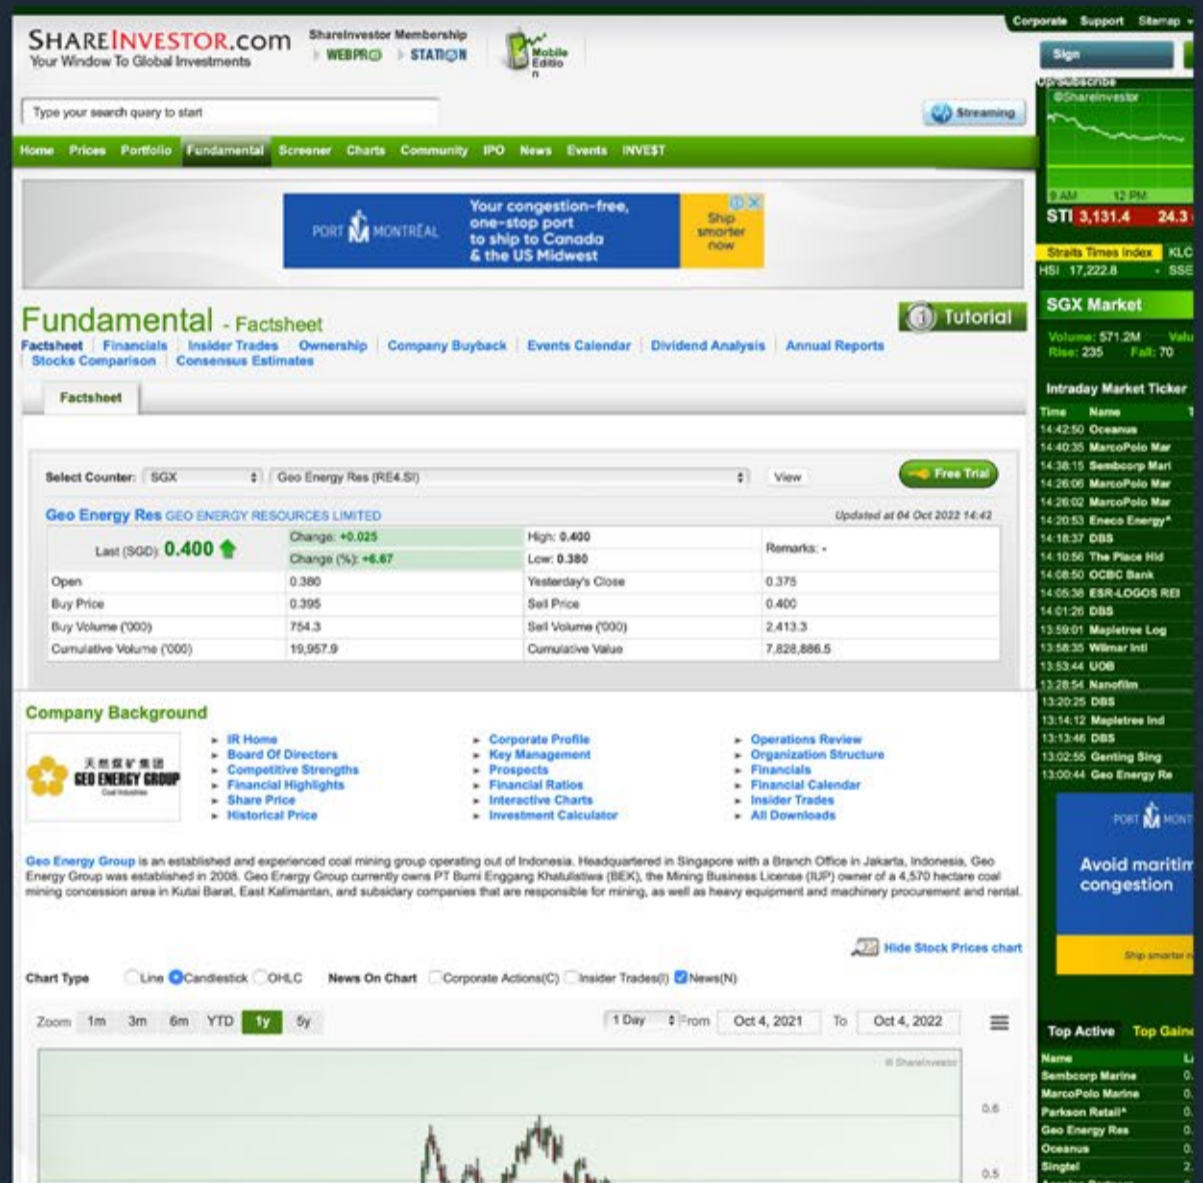 Corporate Support Sitemap
SHAREINVESTOR.com
Your Window To Global Investments
ShareInvestor Membership
WEBPRO STATION
Mobile
Editio
n
Sign
Up/Subscribe
Type your search query to start
Streaming
Home Prices Portfolio Fundamental Screener Charts Community IPO News Events INVE$T
PORT MONTRÉAL
Your congestion-free,
one-stop port
to ship to Canada
& the US Midwest
Ship
smarter
now
Fundamental - Factsheet
Tutorial
Factsheet Financials Insider Trades Ownership Company Buyback Events Calendar Dividend Analysis Annual Reports
Stocks Comparison Consensus Estimates
Factsheet
Select Counter: SGX Geo Energy Res (RE4.SI) View Free Trial
Geo Energy Res GEO ENERGY RESOURCES LIMITED Updated at 04 Oct 2022 14:42
Last (SGD): 0.400 Change: +0.025 High: 0.400 Remarks: -
Change (%): +6.67 Low: 0.380
Open 0.380 Yesterday's Close 0.375
Buy Price 0.395 Sell Price 0.400
Buy Volume ('000) 754.3 Sell Volume ('000) 2,413.3
Cumulative Volume ('000) 19,957.9 Cumulative Value 7,828,886.5
Company Background
天然煤矿集团
GEO ENERGY GROUP
Coal Industries
IR Home Corporate Profile Operations Review
Board Of Directors Key Management Organization Structure
Competitive Strengths Prospects Financials
Financial Highlights Financial Ratios Financial Calendar
Share Price Interactive Charts Insider Trades
Historical Price Investment Calculator All Downloads
Geo Energy Group is an established and experienced coal mining group operating out of Indonesia. Headquartered in Singapore with a Branch Office in Jakarta, Indonesia, Geo
Energy Group was established in 2008. Geo Energy Group currently owns PT Bumi Enggang Khatulistiwa (BEK), the Mining Business License (IUP) owner of a 4,570 hectare coal
mining concession area in Kutai Barat, East Kalimantan, and subsidary companies that are responsible for mining, as well as heavy equipment and machinery procurement and rental.
Hide Stock Prices chart
Chart Type Line Candlestick OHLC News On Chart Corporate Actions(C) Insider Trades(I) News(N)
Zoom 1m 3m 6m YTD 1y 5y 1 Day From Oct 4, 2021 To Oct 4, 2022
© ShareInvestor
0.6
0.5
©ShareInvestor
9 AM 12 PM
STI 3,131.4 24.3
Straits Times Index KLC
HSI 17,222.8 - SSE
SGX Market
Volume: 571.2M Valu
Rise: 235 Fall: 70
Intraday Market Ticker
Time Name T
14:42:50 Oceanus
14:40:35 MarcoPolo Mar
14:38:15 Sembcorp Mari
14:26:06 MarcoPolo Mar
14:26:02 MarcoPolo Mar
14:20:53 Eneco Energy^
14:18:37 DBS
14:10:56 The Place Hld
14:08:50 OCBC Bank
14:05:38 ESR-LOGOS REI
14:01:26 DBS
13:59:01 Mapletree Log
13:58:35 Wilmar Intl
13:53:44 UOB
13:28:54 Nanofilm
13:20:25 DBS
13:14:12 Mapletree Ind
13:13:46 DBS
13:02:55 Genting Sing
13:00:44 Geo Energy Re
PORT MONT
Avoid maritim
congestion
Ship smarter n
Top Active Top Gaine
Name La
Sembcorp Marine 0.
MarcoPolo Marine 0.
Parkson Retail^ 0.
Geo Energy Res 0.
Oceanus 0.
Singtel 2.